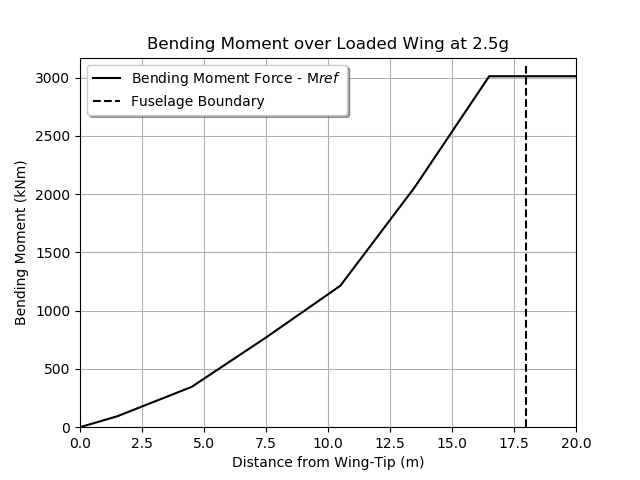 Bending Moment over Loaded Wing at 2.5g
Bending Moment Force - Mref
Fuselage Boundary
3000
2500
2000
1500
1000
500
0
Bending Moment (kNm)
0.0 2.5 5.0 7.5 10.0 12.5 15.0 17.5 20.0
Distance from Wing-Tip (m)